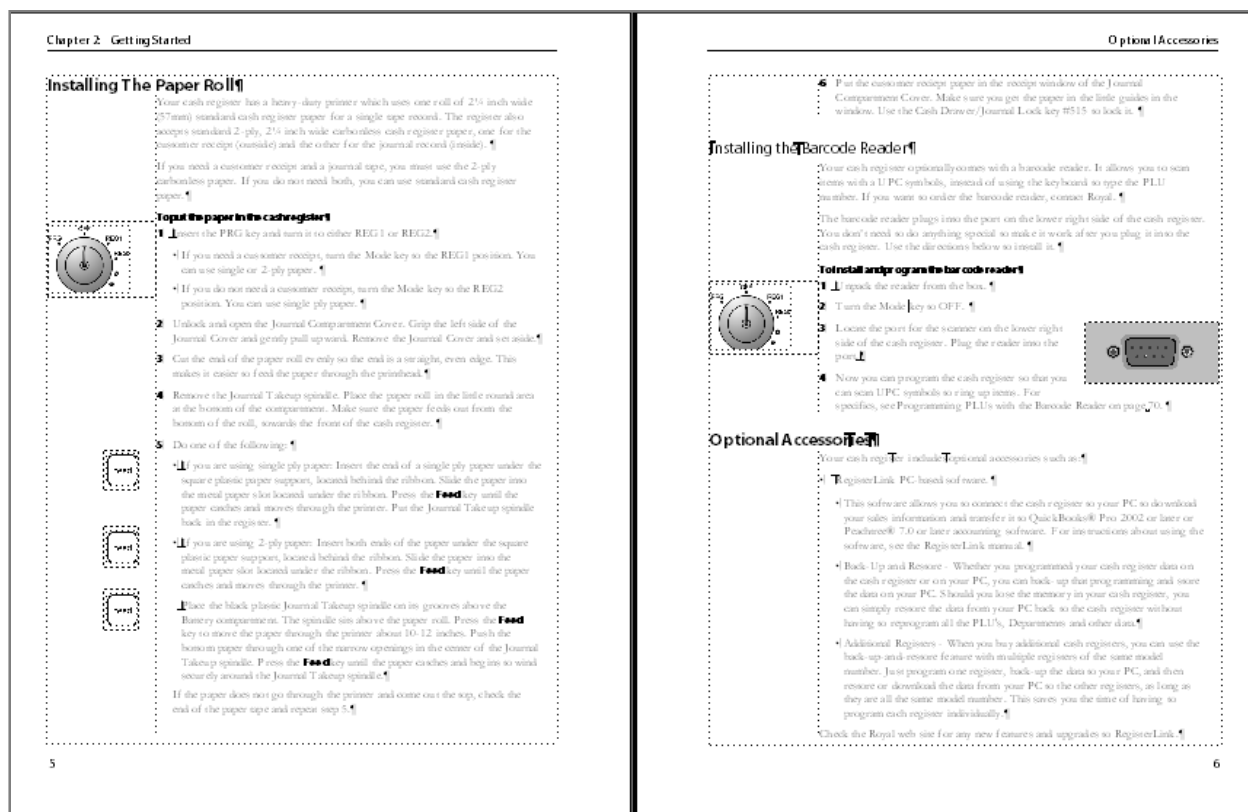 Chapter 2: Getting Started
Installing The Paper Roll¶
Your cash register has a heavy-duty printer which uses one roll of 2¼ inch wide
(57mm) standard cash register paper for a single tape record. The register also
accepts standard 2-ply, 2¼ inch wide carbonless cash register paper, one for the
customer receipt (outside) and the other for the journal record (inside). ¶
If you need a customer receipt and a journal tape, you must use the 2-ply
carbonless paper. If you do not need both, you can use standard cash register
paper.¶
To put the paper in the cash register¶
PRG OFF REG1
1 Insert the PRG key and turn it to either REG1 or REG2.¶
• If you need a customer receipt, turn the Mode key to the REG1 position. You
can use single or 2-ply paper. ¶
• If you do not need a customer receipt, turn the Mode key to the REG2
position. You can use single ply paper. ¶
2 Unlock and open the Journal Compartment Cover. Grip the left side of the
Journal Cover and gently pull upward. Remove the Journal Cover and set aside.¶
3 Cut the end of the paper roll evenly so the end is a straight, even edge. This
makes it easier to feed the paper through the printhead.¶
4 Remove the Journal Takeup spindle. Place the paper roll in the little round area
at the bottom of the compartment. Make sure the paper feeds out from the
bottom of the roll, towards the front of the cash register. ¶
5 Do one of the following: ¶
Feed
• If you are using single ply paper: Insert the end of a single ply paper under the
square plastic paper support, located behind the ribbon. Slide the paper into
the metal paper slot located under the ribbon. Press the Feed key until the
paper catches and moves through the printer. Put the Journal Takeup spindle
back in the register. ¶
Feed
• If you are using 2-ply paper: Insert both ends of the paper under the square
plastic paper support, located behind the ribbon. Slide the paper into the
metal paper slot located under the ribbon. Press the Feed key until the paper
catches and moves through the printer. ¶
Feed
Place the black plastic Journal Takeup spindle on its grooves above the
Battery compartment. The spindle sits above the paper roll. Press the Feed
key to move the paper through the printer about 10-12 inches. Push the
bottom paper through one of the narrow openings in the center of the Journal
Takeup spindle. Press the Feed key until the paper catches and begins to wind
securely around the Journal Takeup spindle.¶
If the paper does not go through the printer and come out the top, check the
end of the paper tape and repeat step 5.¶
5
Optional Accessories
6 Put the customer reciept paper in the receipt window of the Journal
Compartment Cover. Make sure you get the paper in the little guides in the
window. Use the Cash Drawer/Journal Lock key #515 to lock it. ¶
Installing the Barcode Reader¶
Your cash register optionally comes with a barcode reader. It allows you to scan
items with a UPC symbols, instead of using the keyboard to type the PLU
number. If you want to order the barcode reader, contact Royal. ¶
The barcode reader plugs into the port on the lower right side of the cash register.
You don't need to do anything special to make it work after you plug it into the
cash register. Use the directions below to install it. ¶
To install and program the barcode reader¶
PRG OFF REG1
1 Unpack the reader from the box. ¶
2 Turn the Mode key to OFF. ¶
3 Locate the port for the scanner on the lower right
side of the cash register. Plug the reader into the
port.¶
4 Now you can program the cash register so that you
can scan UPC symbols to ring up items. For
specifics, see Programming PLUs with the Barcode Reader on page 70. ¶
Optional Accessories¶
Your cash register includes optional accessories such as:¶
• RegisterLink PC-based software. ¶
• This software allows you to connect the cash register to your PC to download
your sales information and transfer it to QuickBooks® Pro 2002 or later or
Peachtree® 7.0 or later accounting software. For instructions about using the
software, see the RegisterLink manual. ¶
• Back-Up and Restore - Whether you programmed your cash register data on
the cash register or on your PC, you can back-up that programming and store
the data on your PC. Should you lose the memory in your cash register, you
can simply restore the data from your PC back to the cash register without
having to reprogram all the PLU's, Departments and other data.¶
• Additional Registers - When you buy additional cash registers, you can use the
back-up-and-restore feature with multiple registers of the same model
number. Just program one register, back-up the data to your PC, and then
restore or download the data from your PC to the other registers, as long as
they are all the same model number. This saves you the time of having to
program each register individually.¶
Check the Royal web site for any new features and upgrades to RegisterLink.¶
6